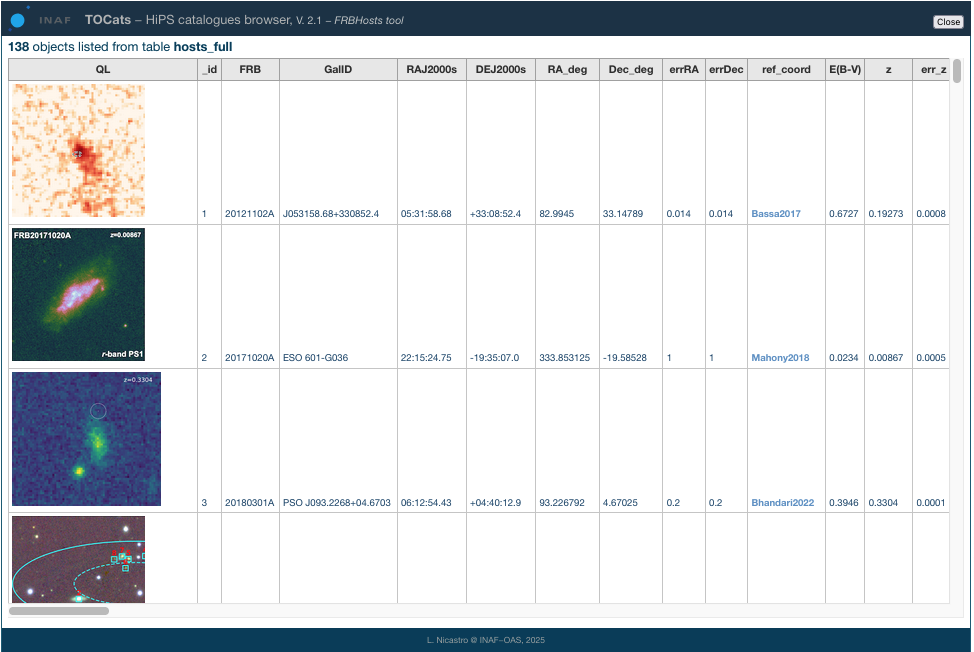 INAF TOCats – HiPS catalogues browser, V. 2.1 – FRBHosts tool Close
138 objects listed from table hosts_full
QL _id FRB GalID RAJ2000s DEJ2000s RA_deg Dec_deg errRA errDec ref_coord E(B-V) z err_z
1 20121102A J053158.68+330852.4 05:31:58.68 +33:08:52.4 82.9945 33.14789 0.014 0.014 Bassa2017 0.6727 0.19273 0.0008
FRB20171020A z=0.00867
r-band PS1
2 20171020A ESO 601-G036 22:15:24.75 -19:35:07.0 333.853125 -19.58528 1 1 Mahony2018 0.0234 0.00867 0.0005
z=0.3304
3 20180301A PSO J093.2268+04.6703 06:12:54.43 +04:40:12.9 93.226792 4.67025 0.2 0.2 Bhandari2022 0.3946 0.3304 0.0001
L. Nicastro @ INAF–OAS, 2025